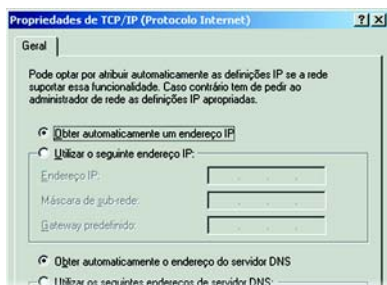 Propriedades de TCP/IP (Protocolo Internet)
Geral
Pode optar por atribuir automaticamente as definições IP se a rede
suportar essa funcionalidade. Caso contrário tem de pedir ao
administrador de rede as definições IP apropriadas.
Obter automaticamente um endereço IP
Utilizar o seguinte endereço IP:
Endereço IP:
Máscara de sub-rede:
Gateway predefinido:
Obter automaticamente o endereço do servidor DNS
Utilizar os seguintes endereços de servidor DNS: